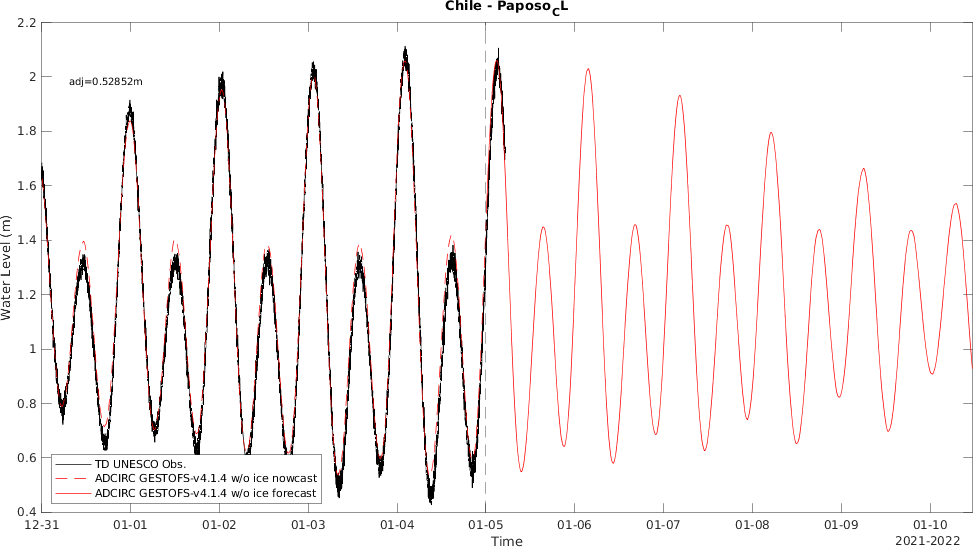 Chile - Paposo_CL
adj=0.52852m
Water Level (m)
2.2
2
1.8
1.6
1.4
1.2
1
0.8
0.6
0.4
TD UNESCO Obs.
ADCIRC GESTOFS-v4.1.4 w/o ice nowcast
ADCIRC GESTOFS-v4.1.4 w/o ice forecast
12-31 01-01 01-02 01-03 01-04 01-05 01-06 01-07 01-08 01-09 01-10
Time
2021-2022